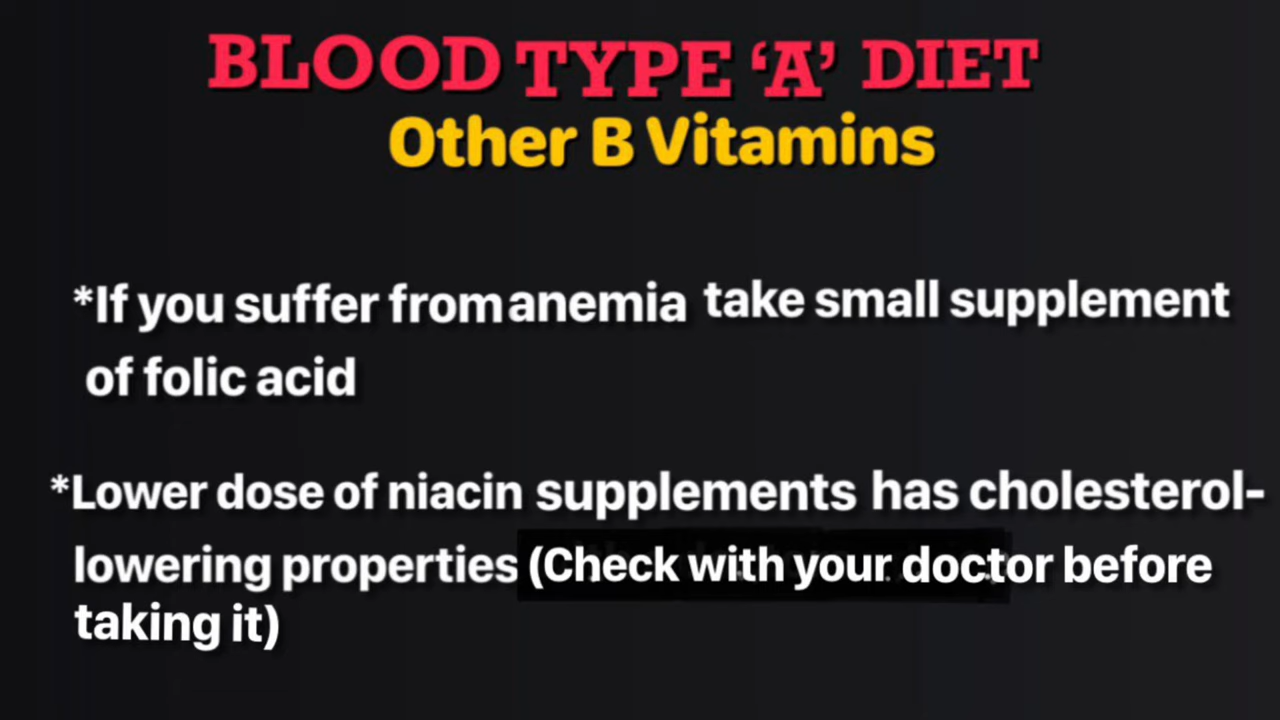 BLOOD TYPE ‘A’ DIET
Other B Vitamins
*If you suffer from anemia take small supplement
of folic acid
*Lower dose of niacin supplements has cholesterol-
lowering properties (Check with your doctor before
taking it)